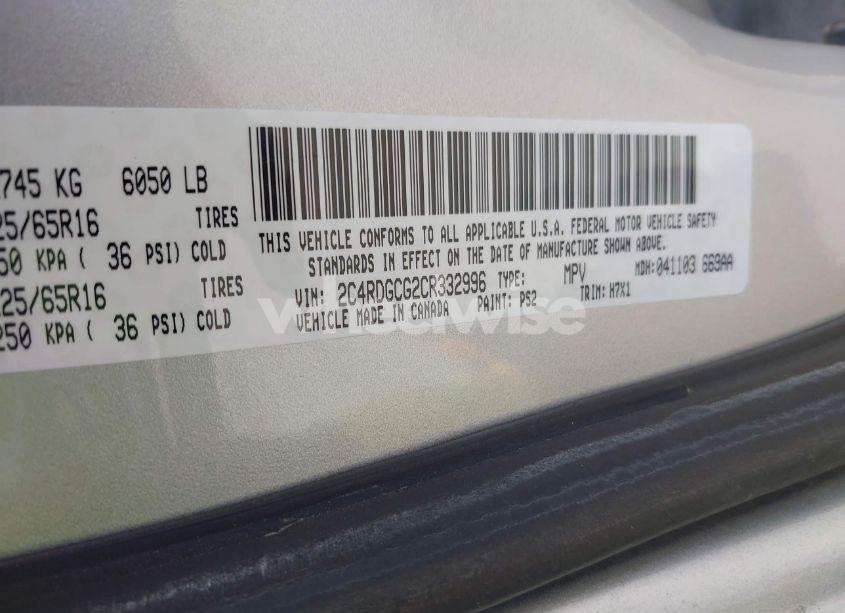 745 KG 6050 LB
25/65R16 TIRES
50 KPA ( 36 PSI) COLD
25/65R16 TIRES
250 KPA ( 36 PSI) COLD
THIS VEHICLE CONFORMS TO ALL APPLICABLE U.S.A. FEDERAL MOTOR VEHICLE SAFETY
STANDARDS IN EFFECT ON THE DATE OF MANUFACTURE SHOWN ABOVE.
VIN: 2C4RDGCG2CR332996 TYPE: MPV MDH:041103 669AA
VEHICLE MADE IN CANADA PAINT: PS2 TRIM: H7X1
wheelwise